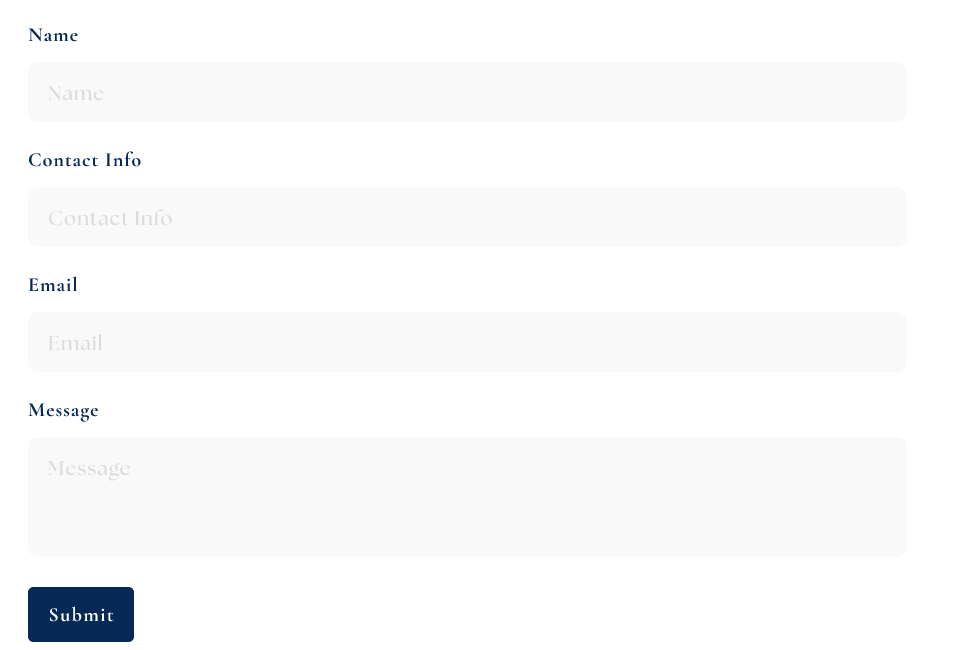 Name
Name
Contact Info
Contact Info
Email
Email
Message
Message
Submit